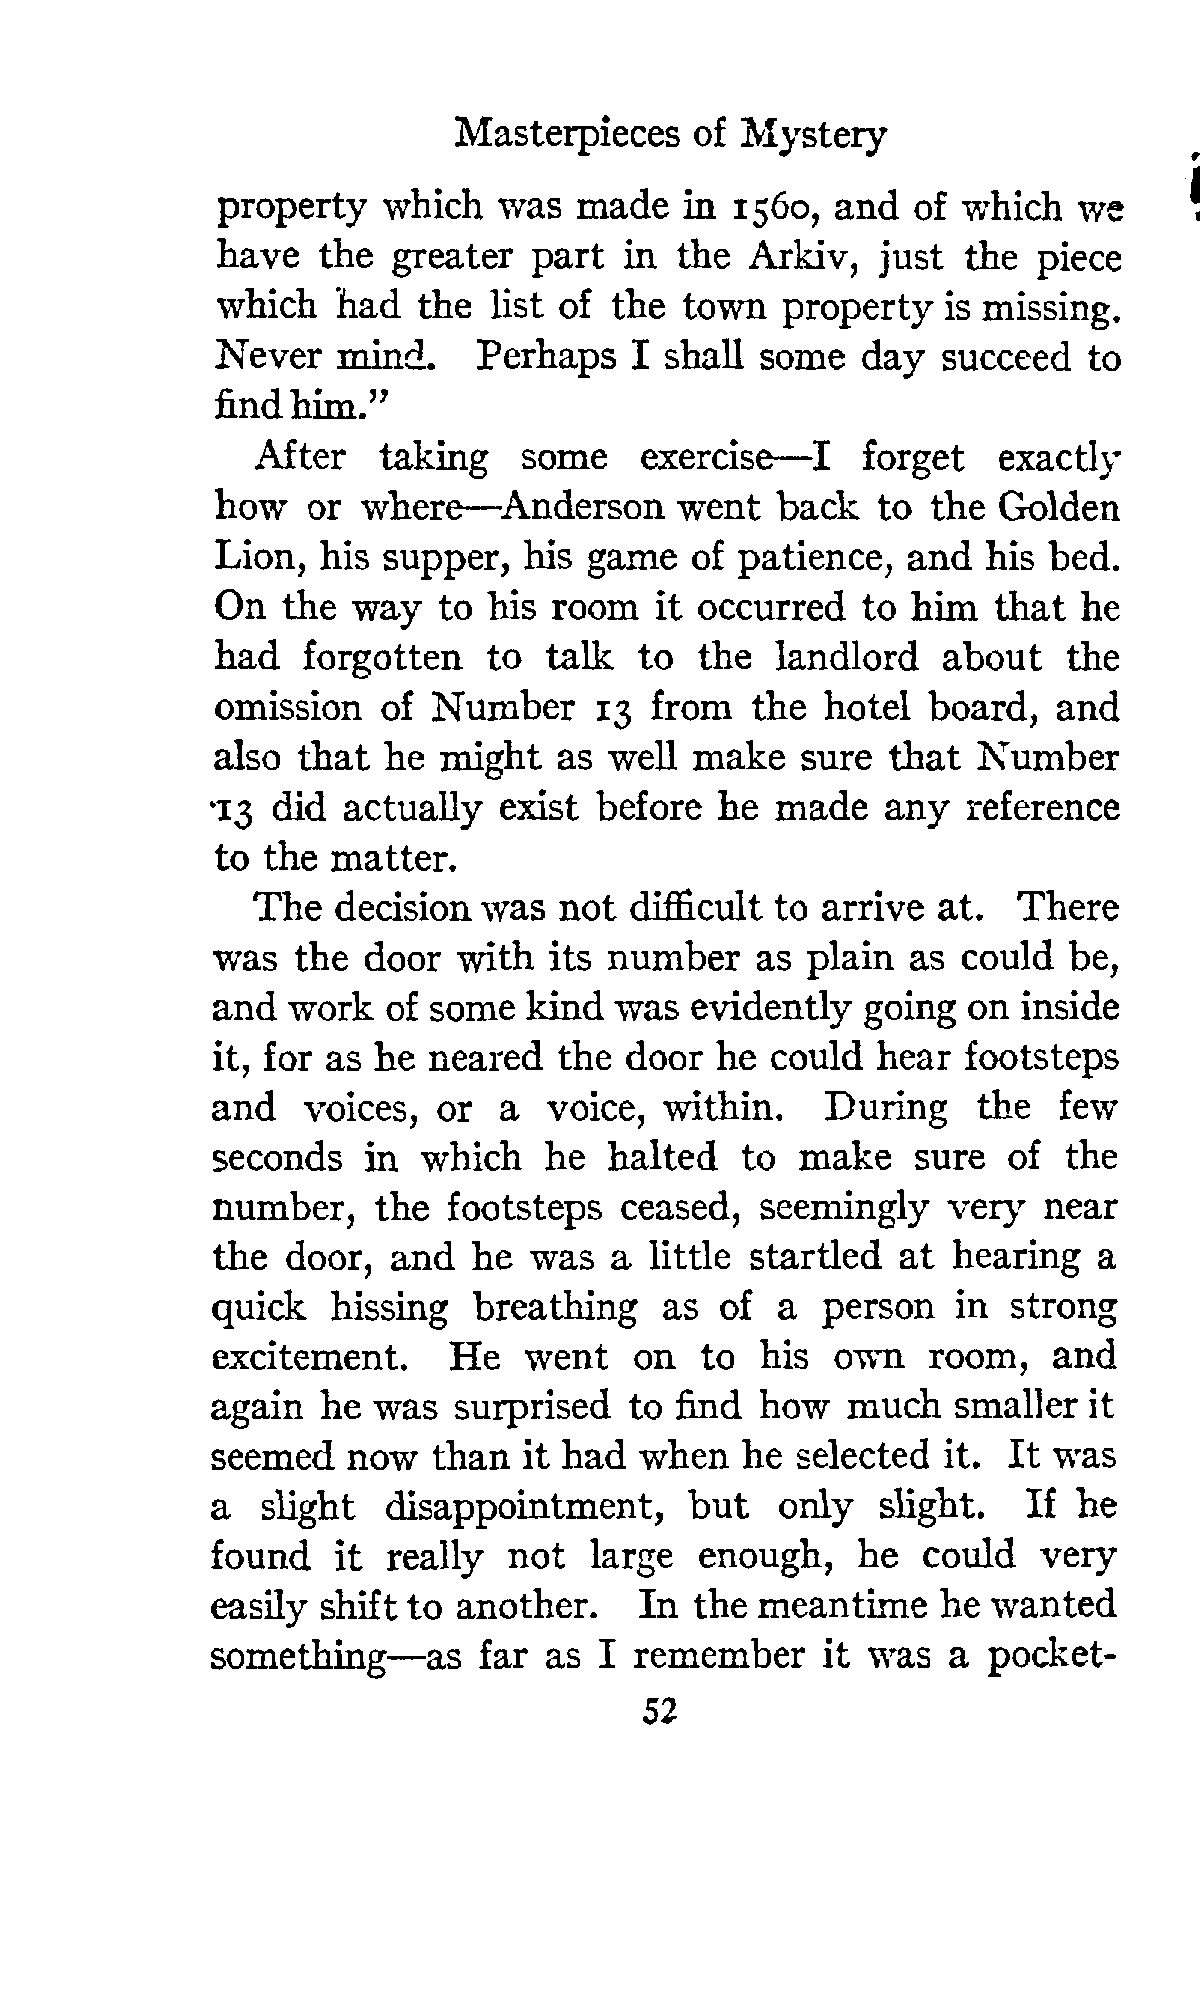 Masterpieces of Mystery
property which was made in 1560, and of which we
have the greater part in the Arkiv, just the piece
which had the list of the town property is missing.
Never mind. Perhaps I shall some day succeed to
find him."
After taking some exercise—I forget exactly
how or where—Anderson went back to the Golden
Lion, his supper, his game of patience, and his bed.
On the way to his room it occurred to him that he
had forgotten to talk to the landlord about the
omission of Number 13 from the hotel board, and
also that he might as well make sure that Number
13 did actually exist before he made any reference
to the matter.
The decision was not difficult to arrive at. There
was the door with its number as plain as could be,
and work of some kind was evidently going on inside
it, for as he neared the door he could hear footsteps
and voices, or a voice, within. During the few
seconds in which he halted to make sure of the
number, the footsteps ceased, seemingly very near
the door, and he was a little startled at hearing a
quick hissing breathing as of a person in strong
excitement. He went on to his own room, and
again he was surprised to find how much smaller it
seemed now than it had when he selected it. It was
a slight disappointment, but only slight. If he
found it really not large enough, he could very
easily shift to another. In the meantime he wanted
something—as far as I remember it was a pocket-
52